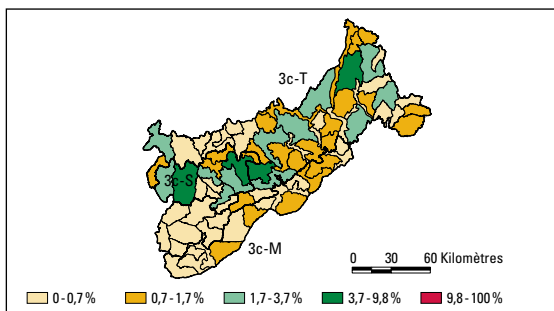 3c-T
3c-S
3c-M
0 30 60 Kilomètres
0 - 0,7 % 0,7 - 1,7 % 1,7 - 3,7 % 3,7 - 9,8 % 9,8 - 100 %